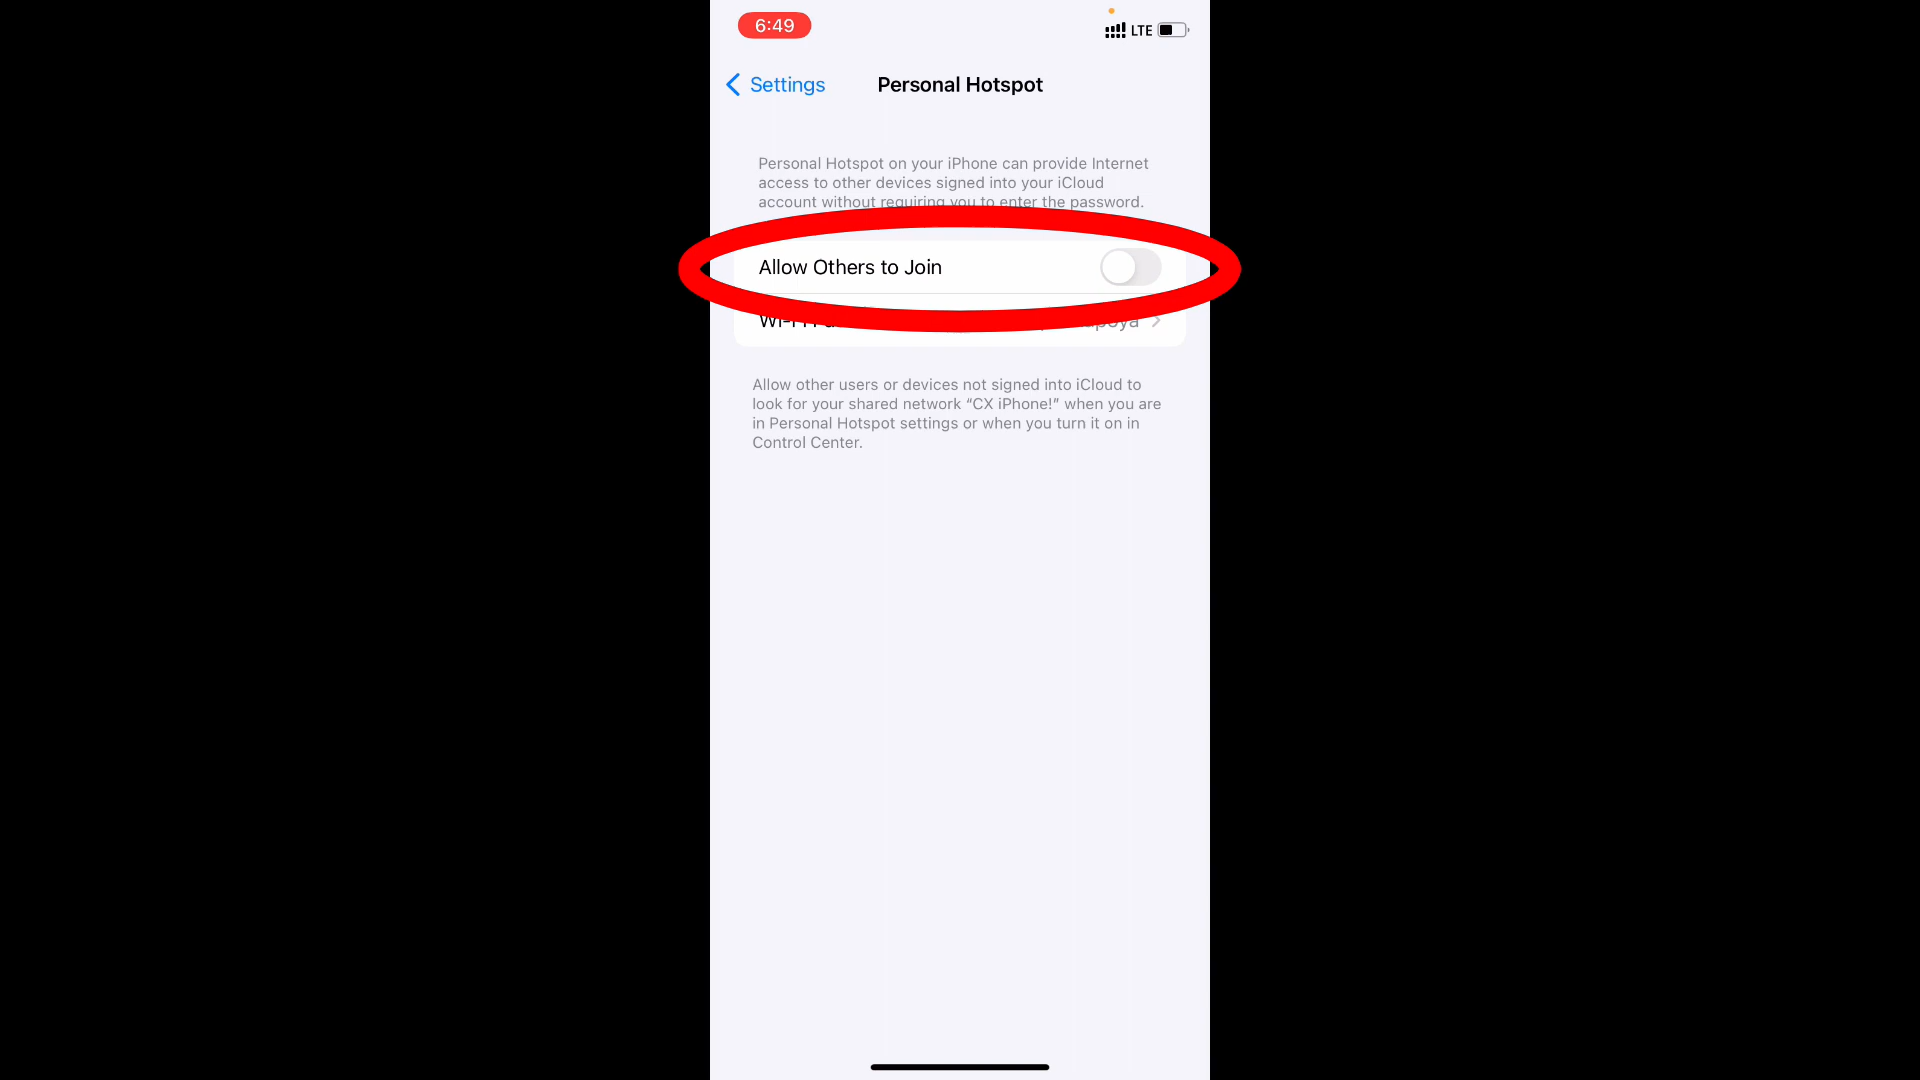 6:49
LTE
Settings
Personal Hotspot
Personal Hotspot on your iPhone can provide Internet
access to other devices signed into your iCloud
account without requiring you to enter the password.
Allow Others to Join
Allow other users or devices not signed into iCloud to
look for your shared network “CX iPhone!” when you are
in Personal Hotspot settings or when you turn it on in
Control Center.